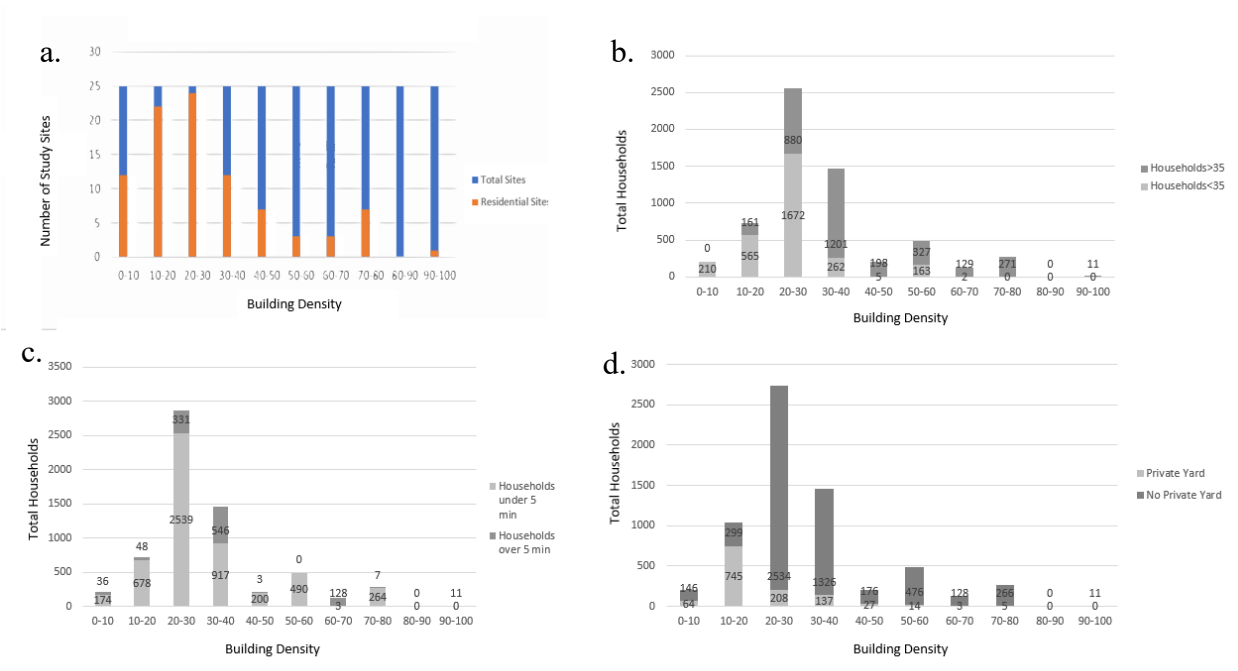 a.
30
25
20
15
10
5
0
Number of Study Sites
0-10 10-20 20-30 30-40 40-50 50-60 60-70 70-80 80-90 90-100
Building Density
Total Sites
Residential Sites
b.
3000
2500
2000
1500
1000
500
0
Total Households
0 161 880 1201 198 327 129 271 0 11
210 565 1672 262 5 163 2 0 0 0
0-10 10-20 20-30 30-40 40-50 50-60 60-70 70-80 80-90 90-100
Building Density
Households>35
Households<35
c.
3500
3000
2500
2000
1500
1000
500
0
Total Households
36 48 331 546 3 0 128 7 0 11
174 678 2539 917 200 490 3 264 0 0
0-10 10-20 20-30 30-40 40-50 50-60 60-70 70-80 80-90 90-100
Building Density
Households
under 5
min
Households
over 5 min
d.
3000
2500
2000
1500
1000
500
0
Total Households
146 299 2534 1326 176 476 128 266 0 11
64 745 208 137 27 14 3 5 0 0
0-10 10-20 20-30 30-40 40-50 50-60 60-70 70-80 80-90 90-100
Building Density
Private Yard
No Private Yard